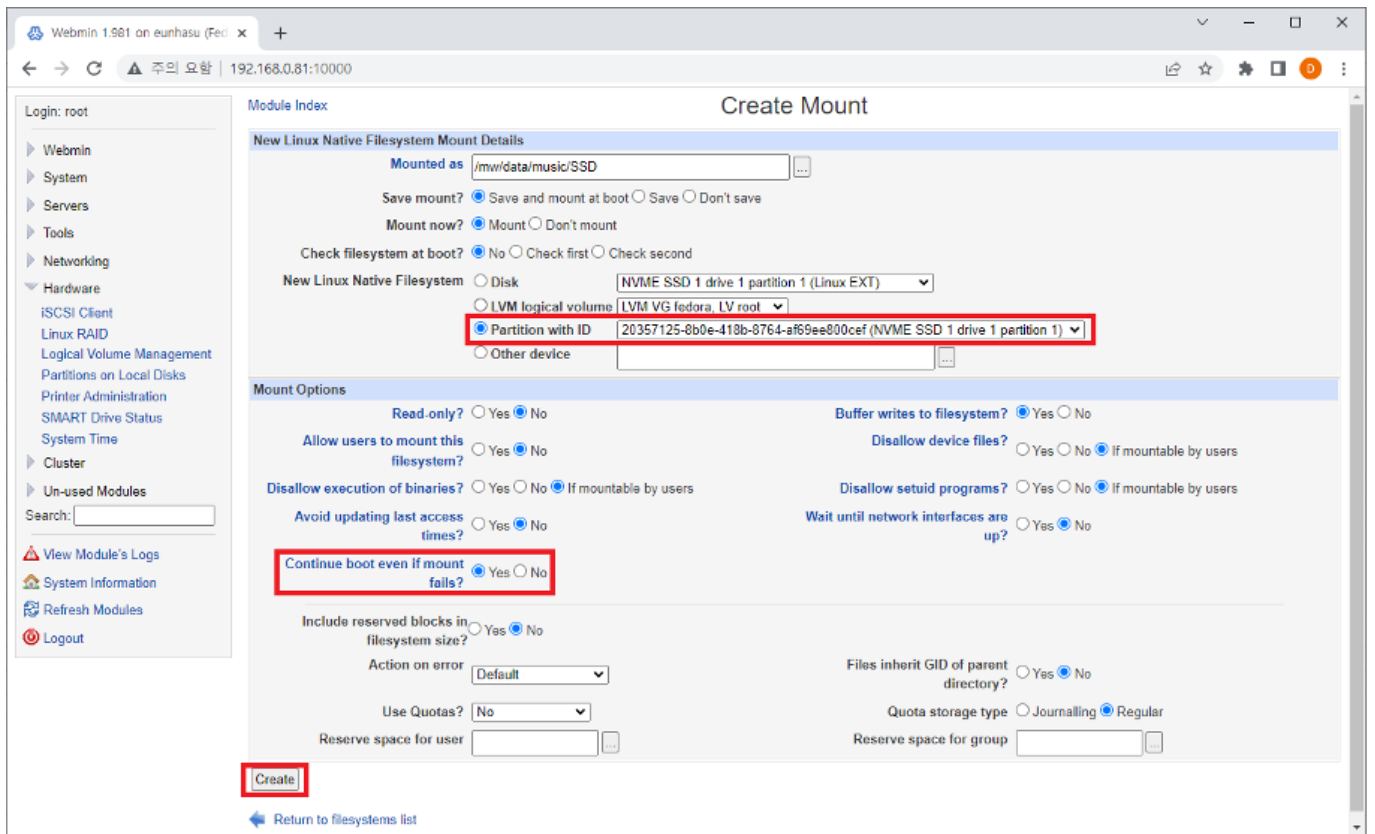 Webmin 1.981 on eunhasu (Fed
주의 요함 192.168.0.81:10000
D
Login: root
Webmin
System
Servers
Tools
Networking
Hardware
iSCSI Client
Linux RAID
Logical Volume Management
Partitions on Local Disks
Printer Administration
SMART Drive Status
System Time
Cluster
Un-used Modules
Search:
View Module's Logs
System Information
Refresh Modules
Logout
Module Index
Create Mount
New Linux Native Filesystem Mount Details
Mounted as /mw/data/music/SSD ...
Save mount? Save and mount at boot Save Don't save
Mount now? Mount Don't mount
Check filesystem at boot? No Check first Check second
New Linux Native Filesystem Disk NVME SSD 1 drive 1 partition 1 (Linux EXT)
LVM logical volume LVM VG fedora, LV root
Partition with ID 20357125-8b0e-418b-8764-af69ee800cef (NVME SSD 1 drive 1 partition 1)
Other device ...
Mount Options
Read-only? Yes No Buffer writes to filesystem? Yes No
Allow users to mount this filesystem? Yes No Disallow device files? Yes No If mountable by users
Disallow execution of binaries? Yes No If mountable by users Disallow setuid programs? Yes No If mountable by users
Avoid updating last access times? Yes No Wait until network interfaces are up? Yes No
Continue boot even if mount fails? Yes No
Include reserved blocks in filesystem size? Yes No
Action on error Default Files inherit GID of parent directory? Yes No
Use Quotas? No Quota storage type Journalling Regular
Reserve space for user ... Reserve space for group ...
Create
Return to filesystems list